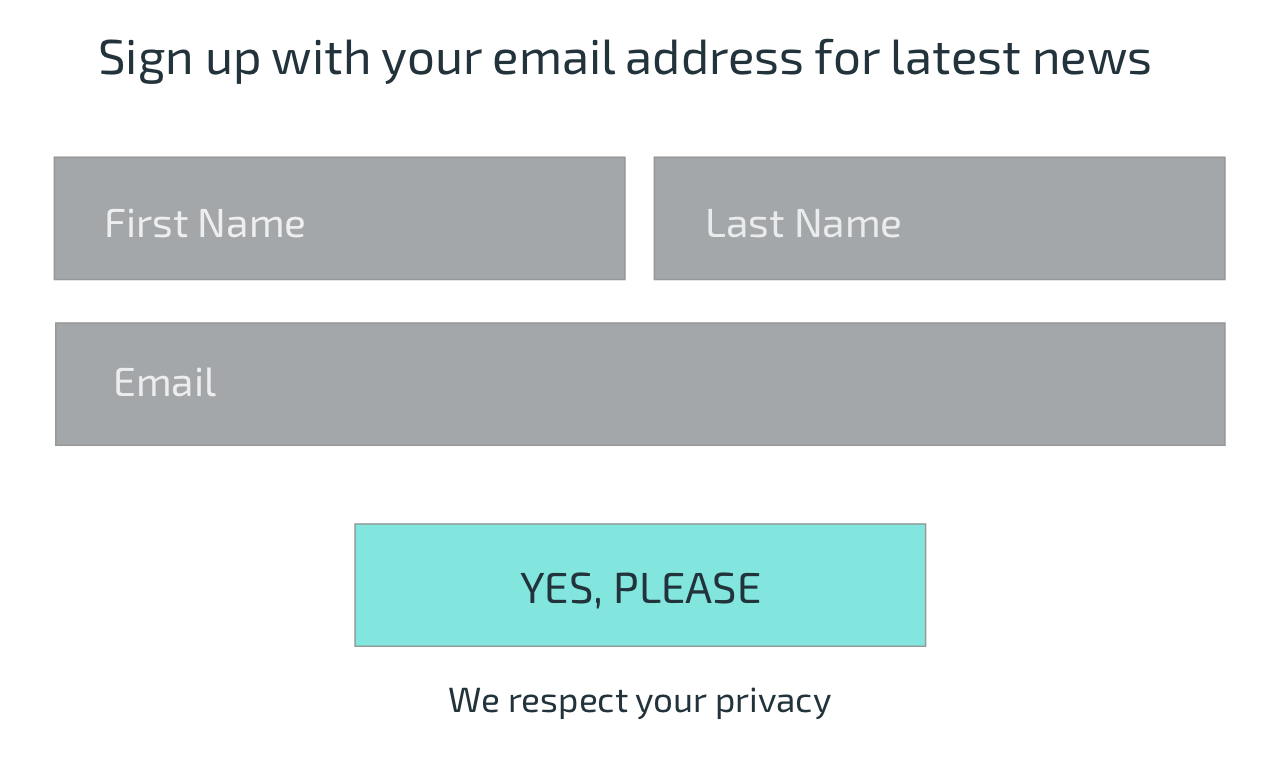 Sign up with your email address for latest news
First Name
Last Name
Email
YES, PLEASE
We respect your privacy